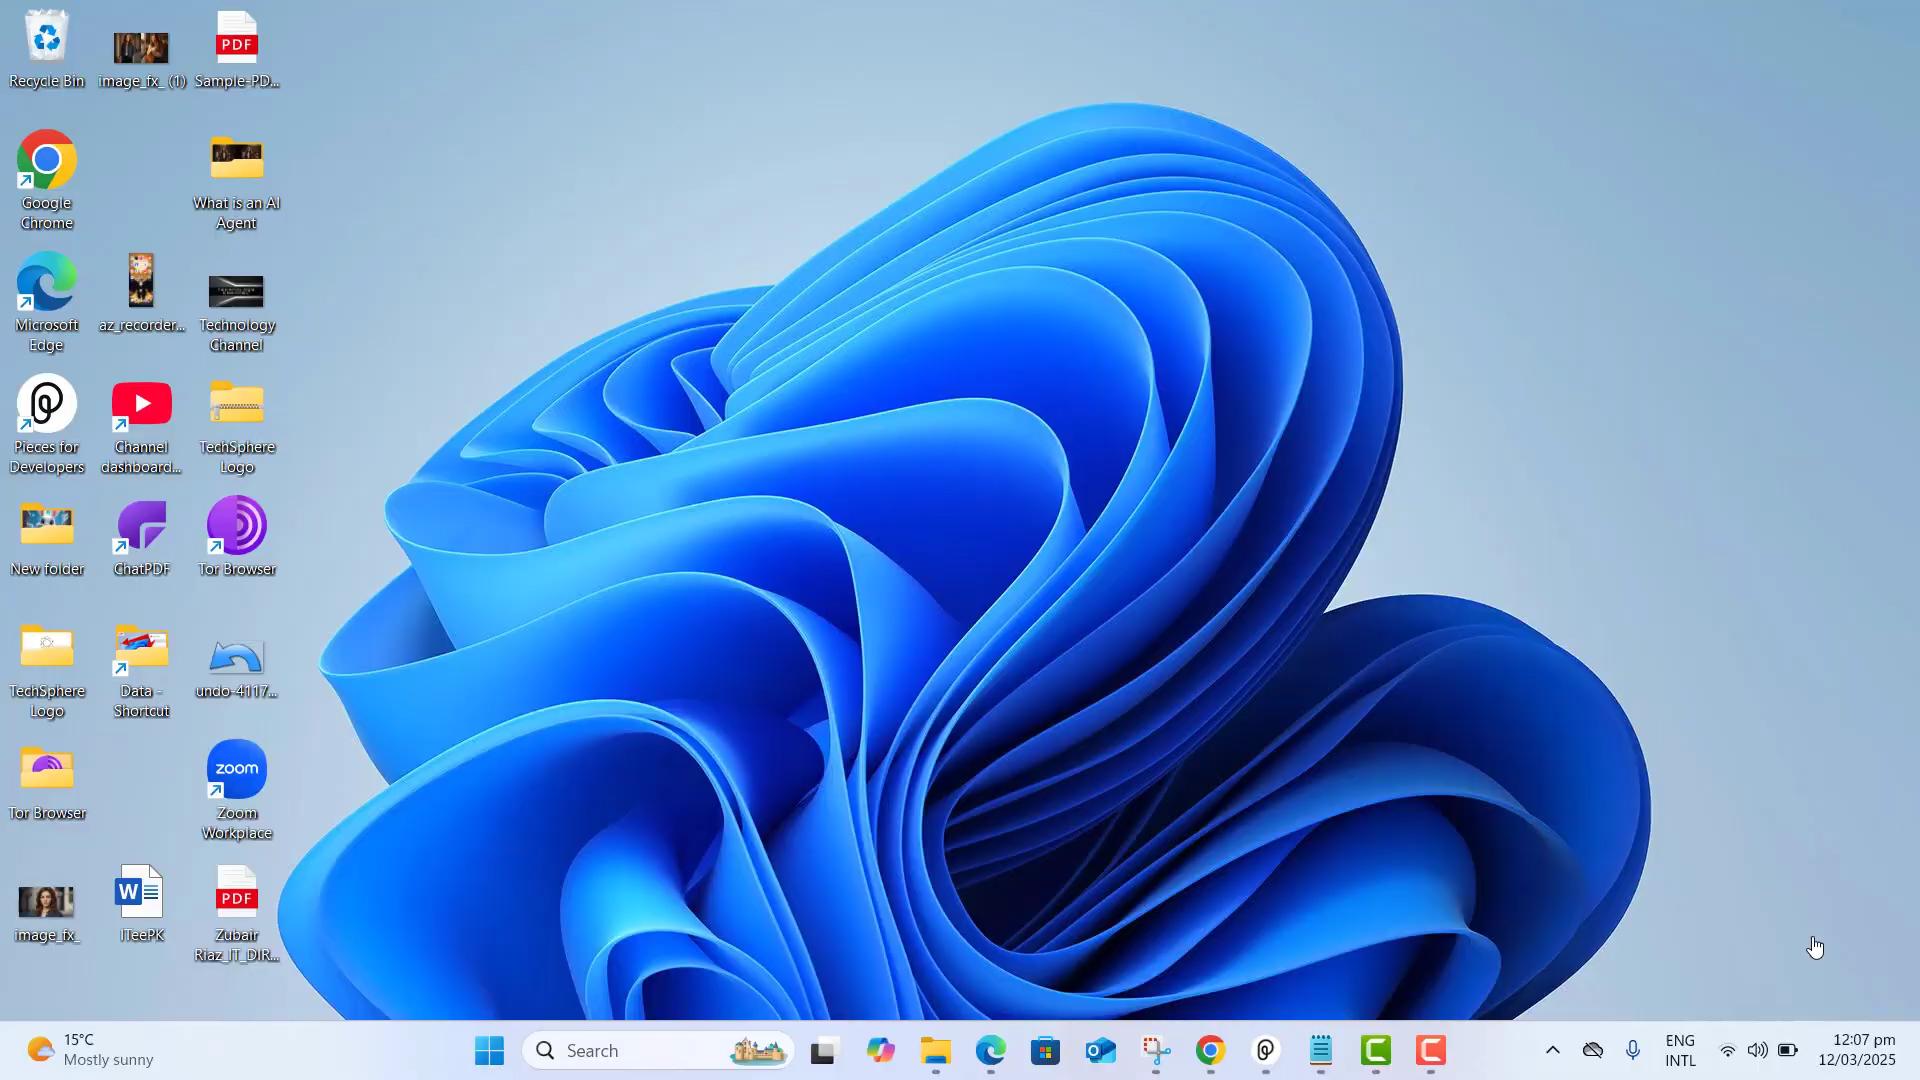 Recycle Bin
image_fx_ (1)
PDF
Sample-PD...
Google
Chrome
What is an AI
Agent
Microsoft
Edge
az_recorder...
Technology
Channel
Pieces for
Developers
Channel
dashboard...
TechSphere
Logo
New folder
ChatPDF
Tor Browser
TechSphere
Logo
Data -
Shortcut
undo-4117...
Tor Browser
zoom
Zoom
Workplace
image_fx_
W
ITeePK
PDF
Zubair
Riaz_IT_DIR...
15°C
Mostly sunny
Search
ENG
INTL
12:07 pm
12/03/2025